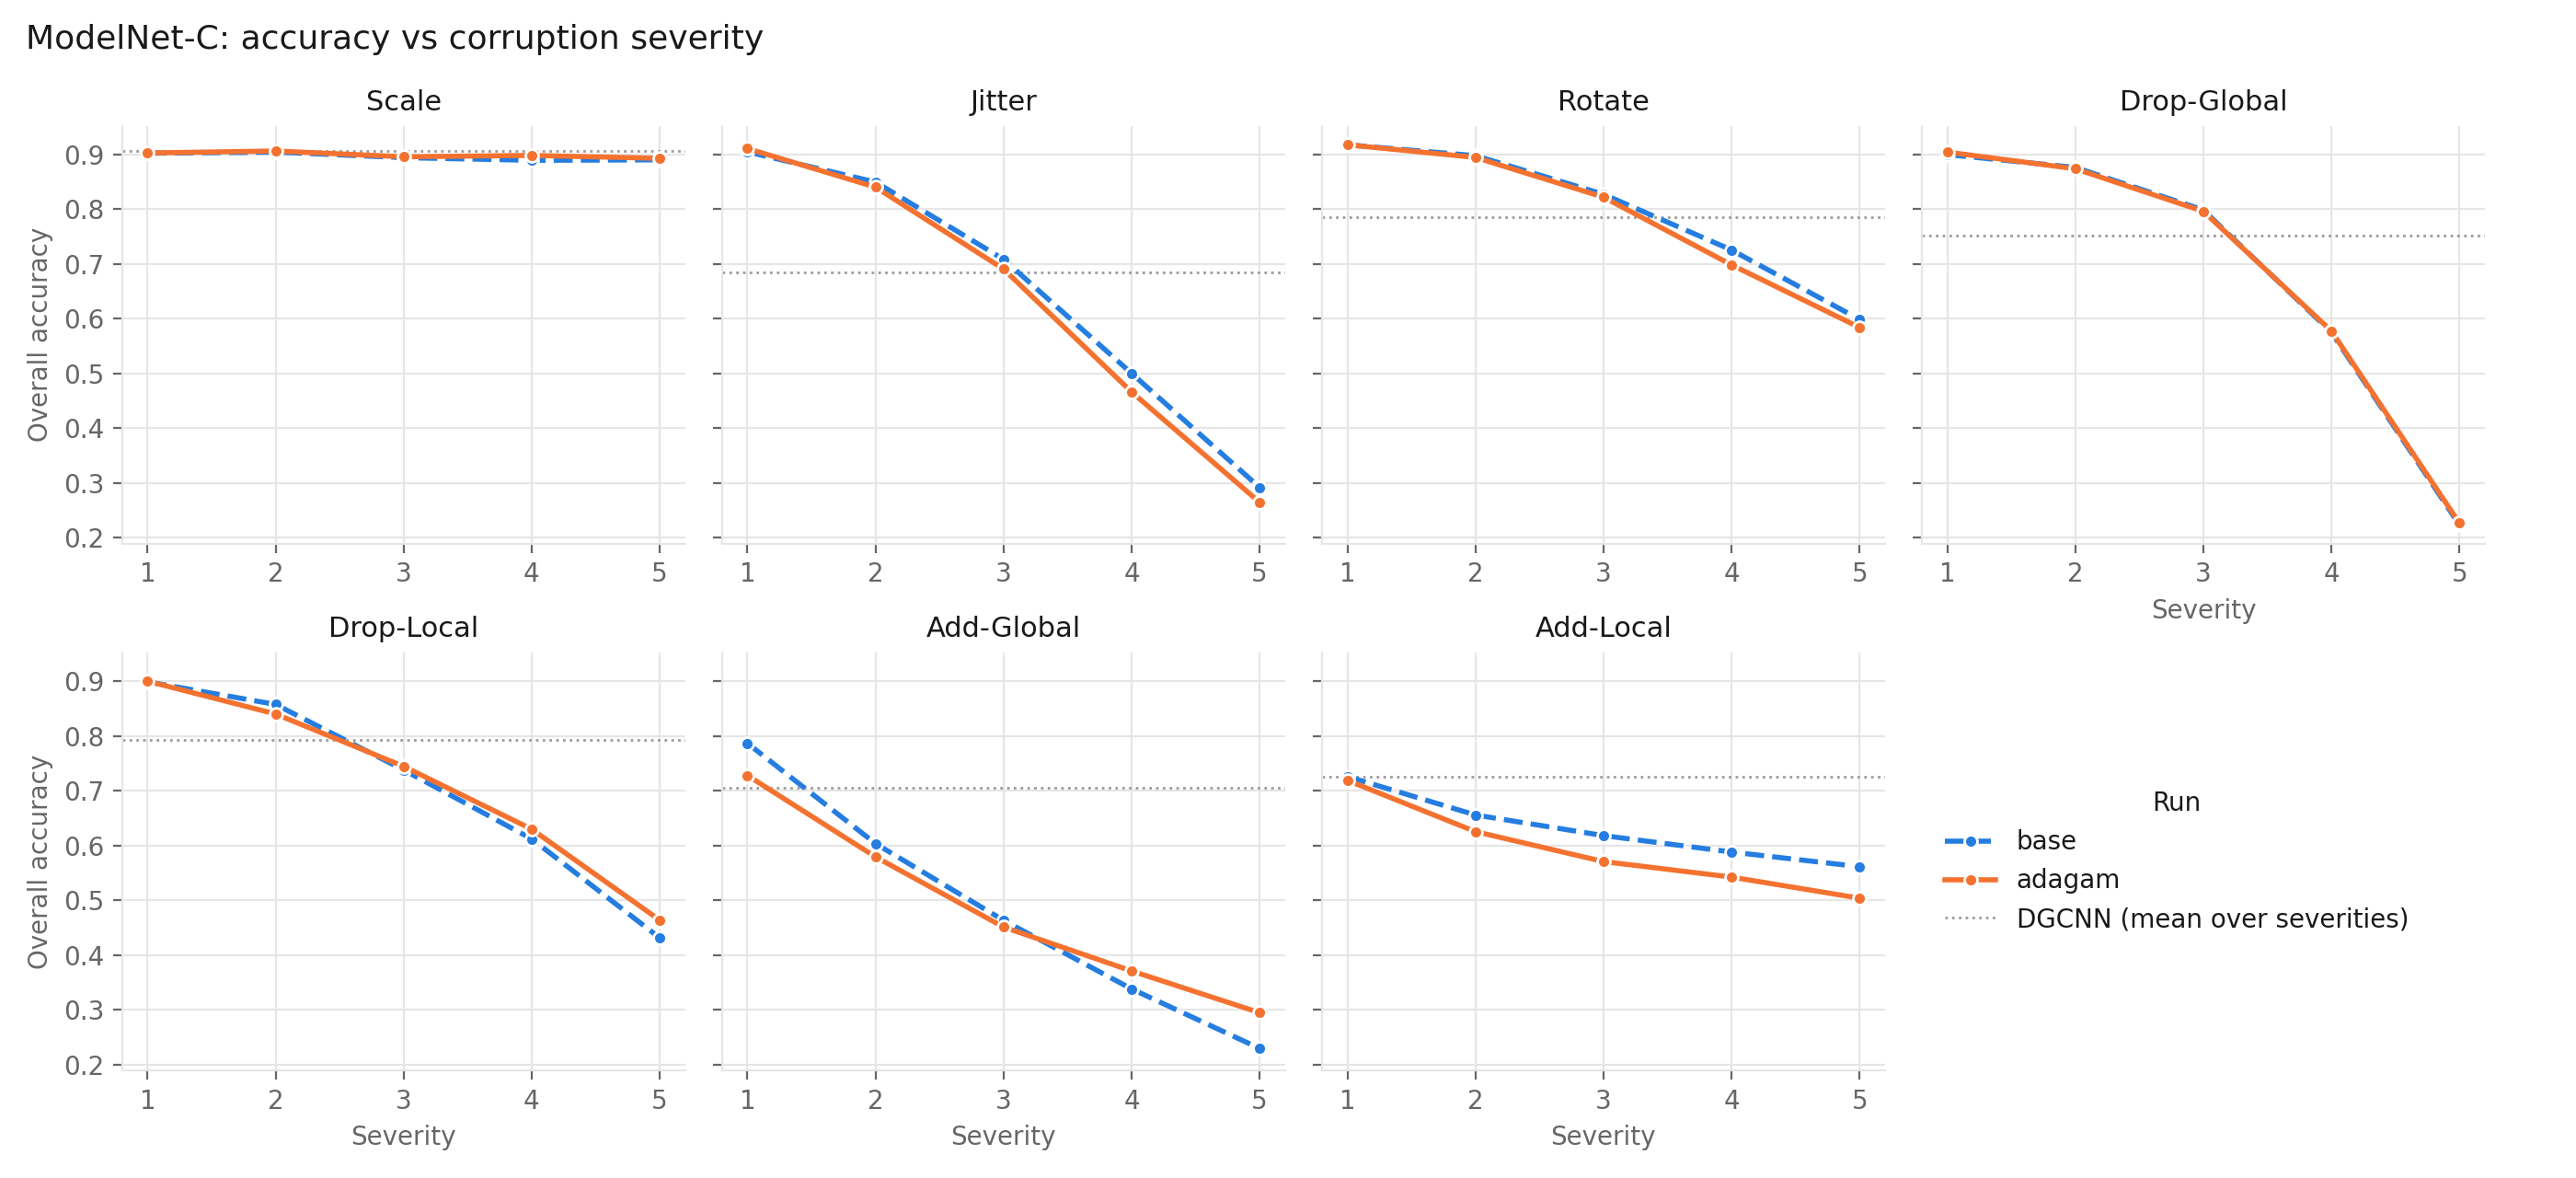 ModelNet-C: accuracy vs corruption severity
Scale
Jitter
Rotate
Drop-Global
Overall accuracy
0.9
0.8
0.7
0.6
0.5
0.4
0.3
0.2
1 2 3 4 5
1 2 3 4 5
1 2 3 4 5
1 2 3 4 5
Severity
Drop-Local
Add-Global
Add-Local
Overall accuracy
0.9
0.8
0.7
0.6
0.5
0.4
0.3
0.2
1 2 3 4 5
1 2 3 4 5
1 2 3 4 5
Severity
Severity
Severity
Run
base
adagam
DGCNN (mean over severities)